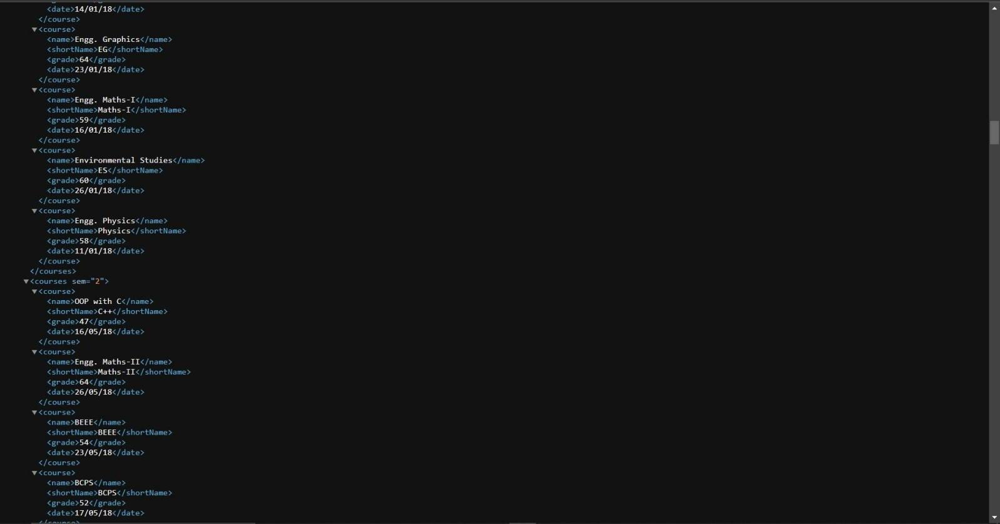 <date>14/01/18</date>
</course>
▼<course>
<name>Engg. Graphics</name>
<shortName>EG</shortName>
<grade>64</grade>
<date>23/01/18</date>
</course>
▼<course>
<name>Engg. Maths-I</name>
<shortName>Maths-I</shortName>
<grade>59</grade>
<date>16/01/18</date>
</course>
▼<course>
<name>Environmental Studies</name>
<shortName>ES</shortName>
<grade>60</grade>
<date>26/01/18</date>
</course>
▼<course>
<name>Engg. Physics</name>
<shortName>Physics</shortName>
<grade>58</grade>
<date>11/01/18</date>
</course>
</courses>
▼<courses sem="2">
▼<course>
<name>OOP with C</name>
<shortName>C++</shortName>
<grade>47</grade>
<date>16/05/18</date>
</course>
▼<course>
<name>Engg. Maths-II</name>
<shortName>Maths-II</shortName>
<grade>64</grade>
<date>26/05/18</date>
</course>
▼<course>
<name>BEEE</name>
<shortName>BEEE</shortName>
<grade>54</grade>
<date>23/05/18</date>
</course>
▼<course>
<name>BCPS</name>
<shortName>BCPS</shortName>
<grade>52</grade>
<date>17/05/18</date>
</course>